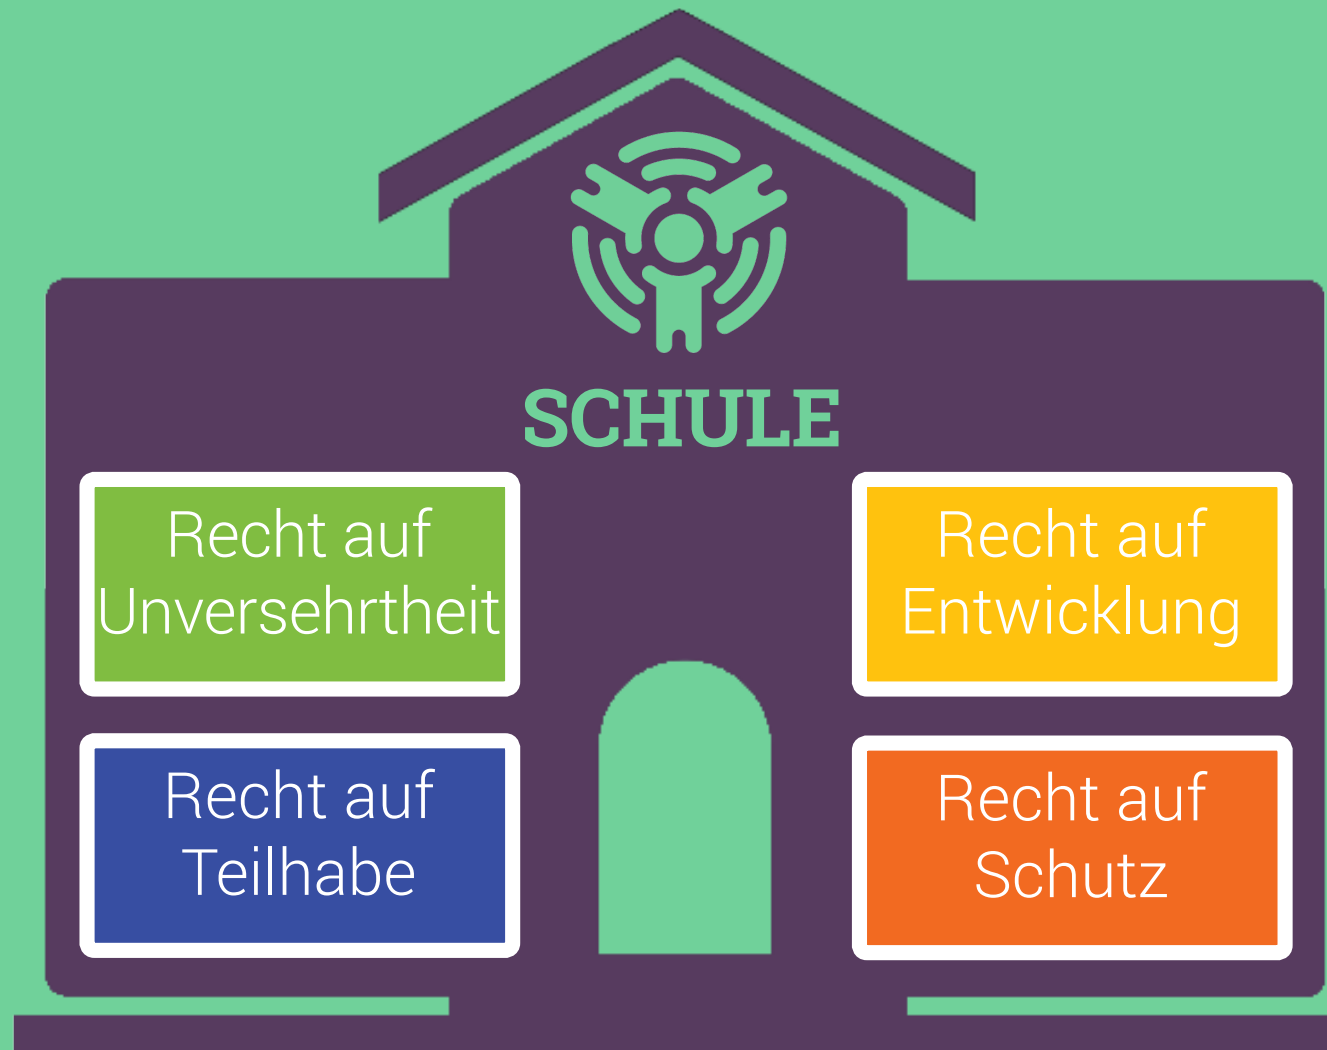 SCHULE
Recht auf
Unversehrtheit
Recht auf
Entwicklung
Recht auf
Teilhabe
Recht auf
Schutz